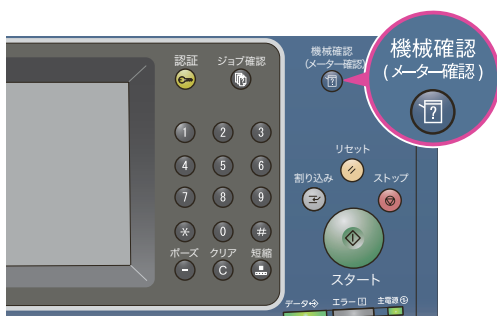 機械確認
(メーター確認)
認証 ジョブ確認
機械確認
(メーター確認)
1 2 3
4 5 6
7 8 9
* 0 #
リセット
割り込み ストップ
ポーズ クリア 短縮
- C
スタート
データ エラー 主電源